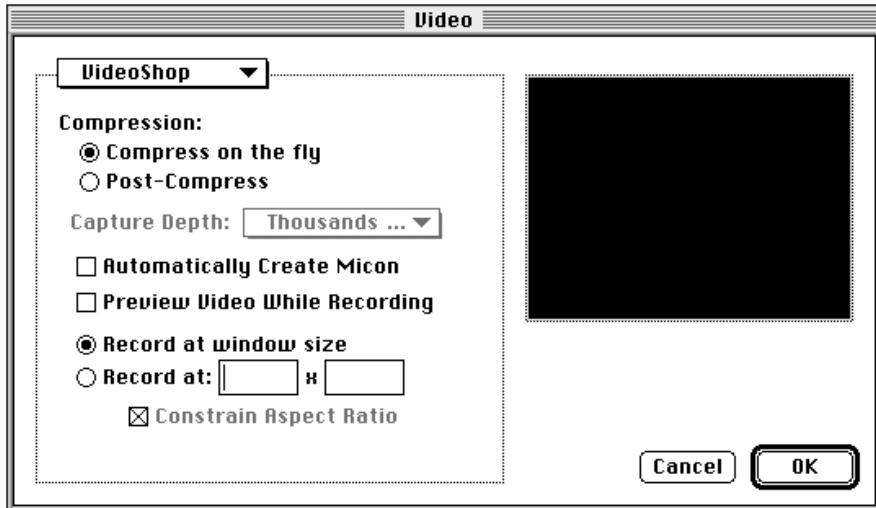 Video
VideoShop
Compression:
Compress on the fly
Post-Compress
Capture Depth: Thousands ...
Automatically Create Micon
Preview Video While Recording
Record at window size
Record at: x
Constrain Aspect Ratio
Cancel OK